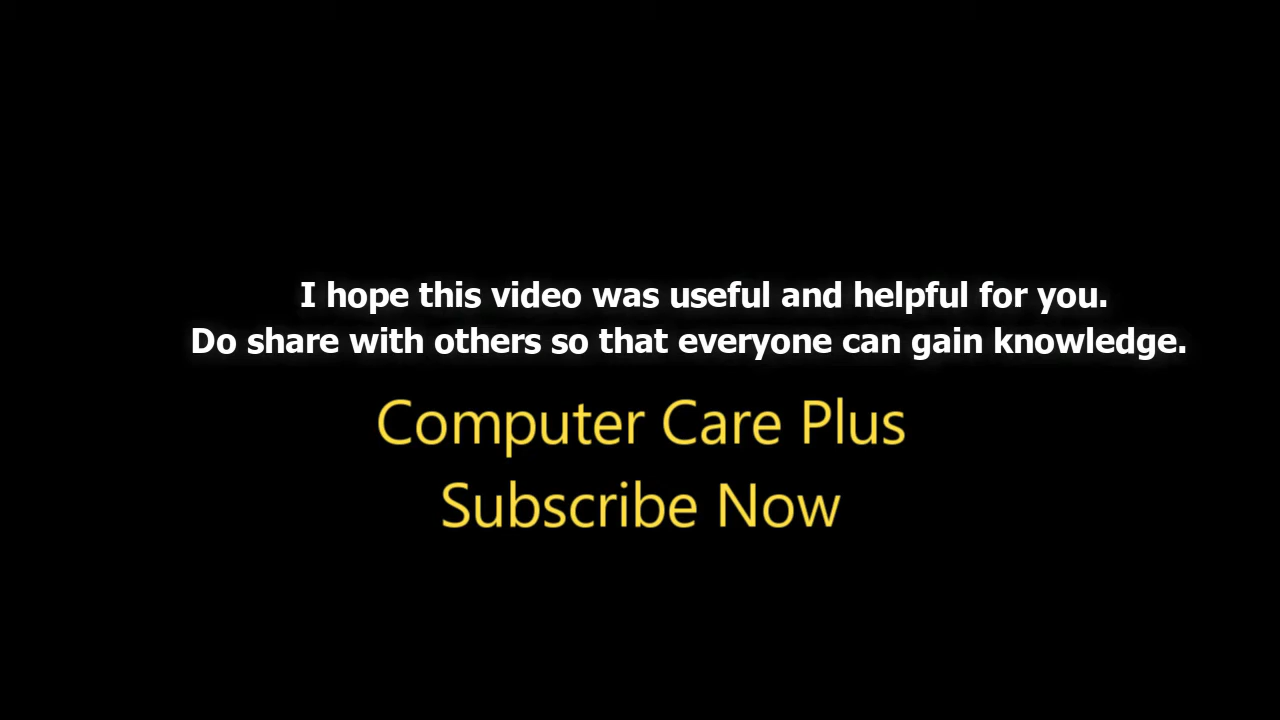 I hope this video was useful and helpful for you.
Do share with others so that everyone can gain knowledge.
Computer Care Plus
Subscribe Now